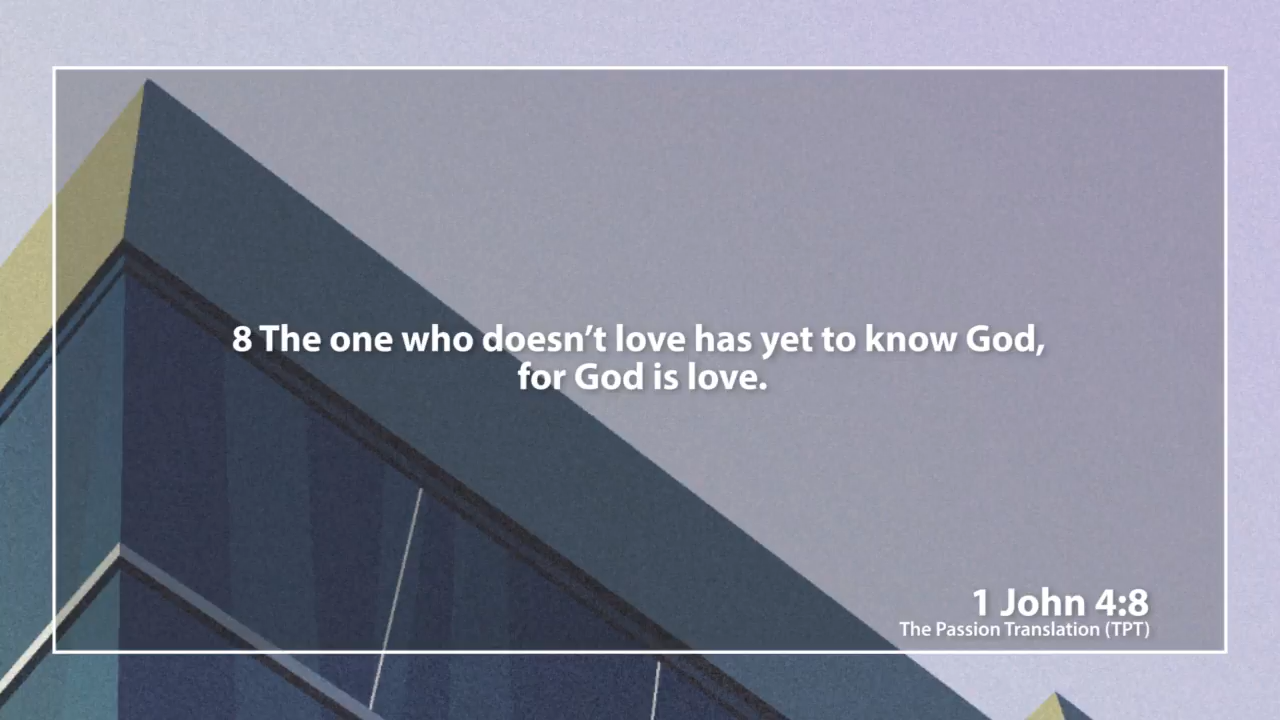 8 The one who doesn’t love has yet to know God,
for God is love.
1 John 4:8
The Passion Translation (TPT)